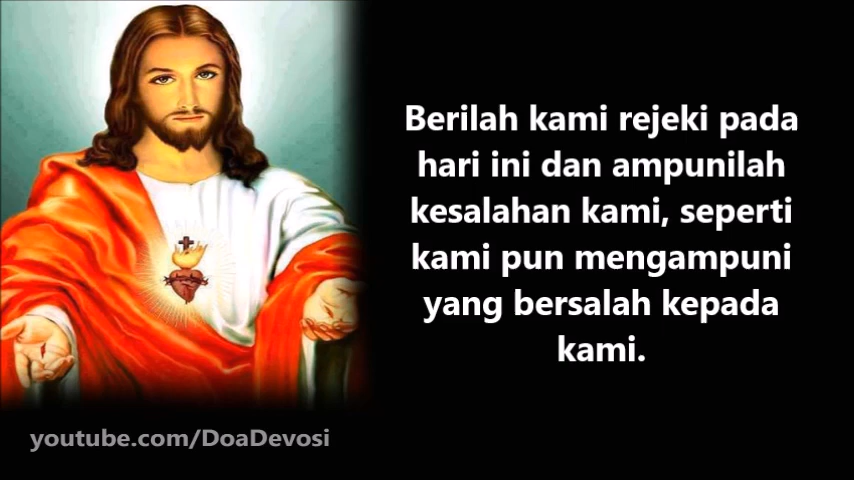 Berilah kami rejeki pada
hari ini dan ampunilah
kesalahan kami, seperti
kami pun mengampuni
yang bersalah kepada
kami.
youtube.com/DoaDevosi